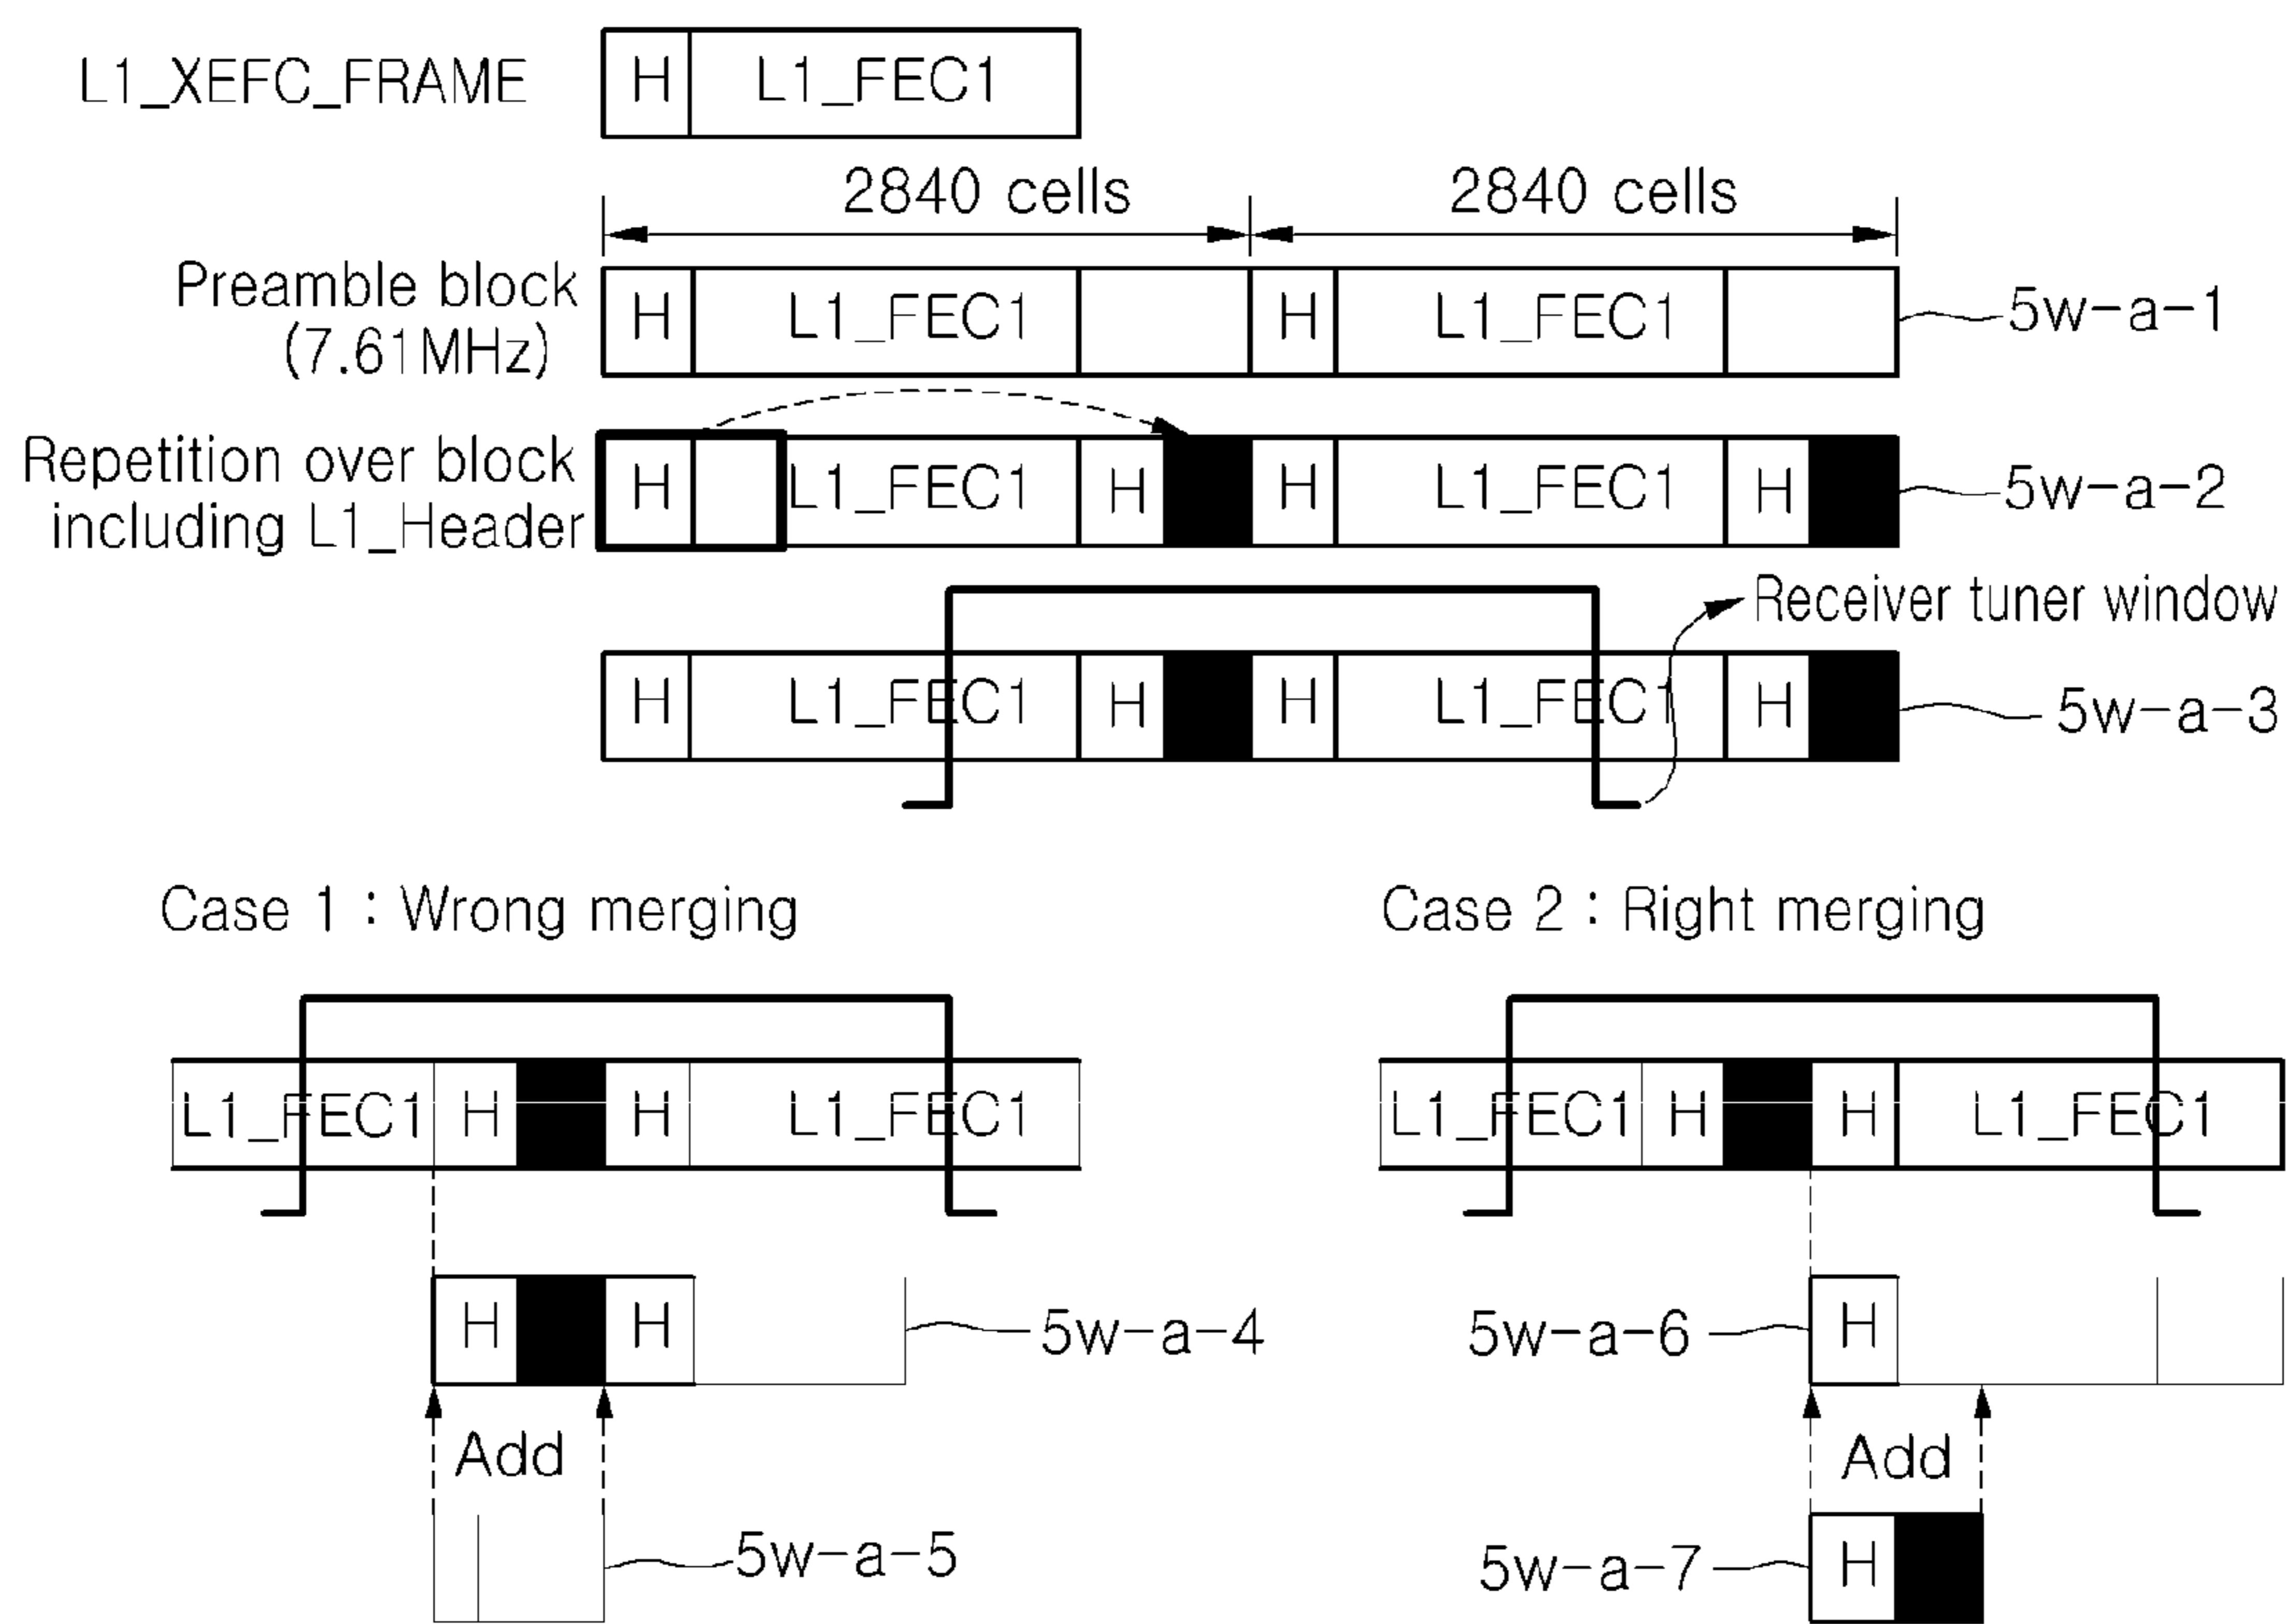 L1_XEFC_FRAME
H L1_FEC1
2840 cells 2840 cells
Preamble block
(7.61MHz)
H L1_FEC1 H L1_FEC1
5w-a-1
Repetition over block
including L1_Header
H L1_FEC1 H H L1_FEC1 H
5w-a-2
Receiver tuner window
H L1_FEC1 H H L1_FEC1 H
5w-a-3
Case 1 : Wrong merging
L1_FEC1 H H L1_FEC1
H H
5w-a-4
Add
5w-a-5
Case 2 : Right merging
L1_FEC1 H H L1_FEC1
5w-a-6
H
Add
5w-a-7
H